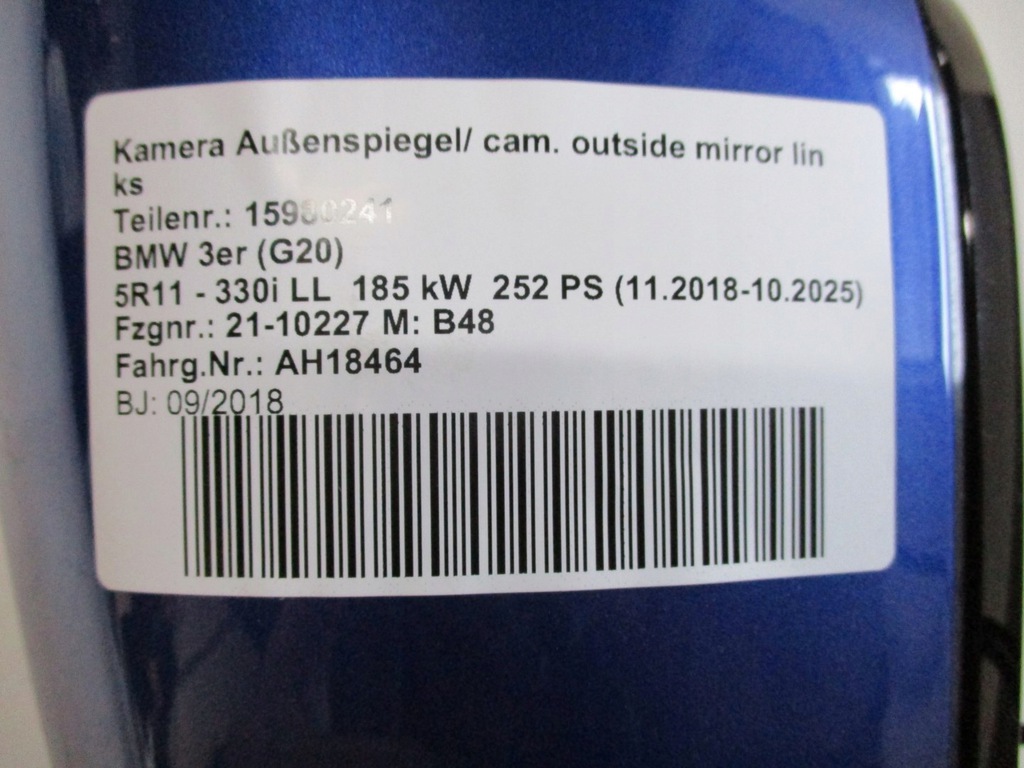 Kamera Außenspiegel/ cam. outside mirror lin
ks
Teilenr.:
BMW 3er (G20)
5R11 - 330i LL 185 kW 252 PS (11.2018-10.2025)
Fzgnr.: 21-10227 M: B48
Fahrg.Nr.: AH18464
BJ: 09/2018